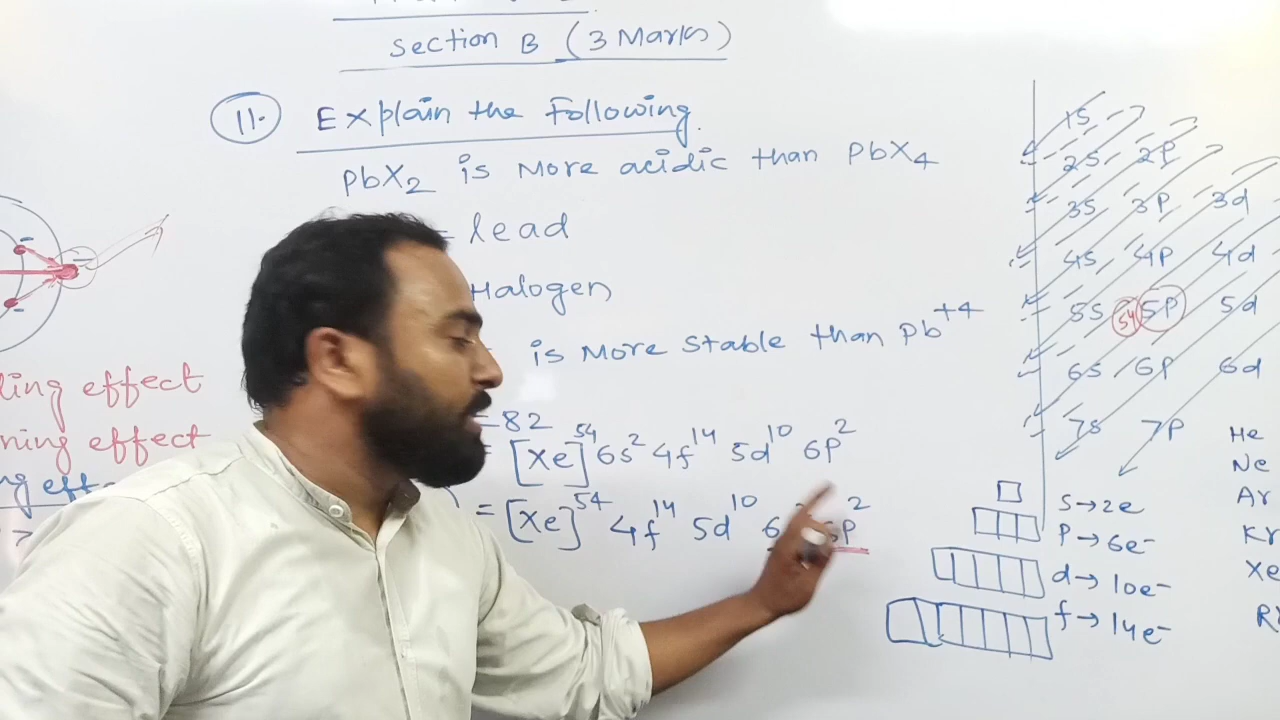 Section B (3 Marks)
11. Explain the Following.
PbX2 is More acidic than PbX4
= lead
Halogen
is More stable than Pb+4
= 82
= [Xe]54 6s2 4f14 5d10 6p2
= [Xe]54 4f14 5d10 6p2
ling effect
ning effect
1s
2s 2p
3s 3p 3d
4s 4p 4d
5s 54 5p 5d
6s 6p 6d
7s 7p
s→2e
p→6e-
d→10e-
f→14e-
He
Ne
Ar
Kr
Xe